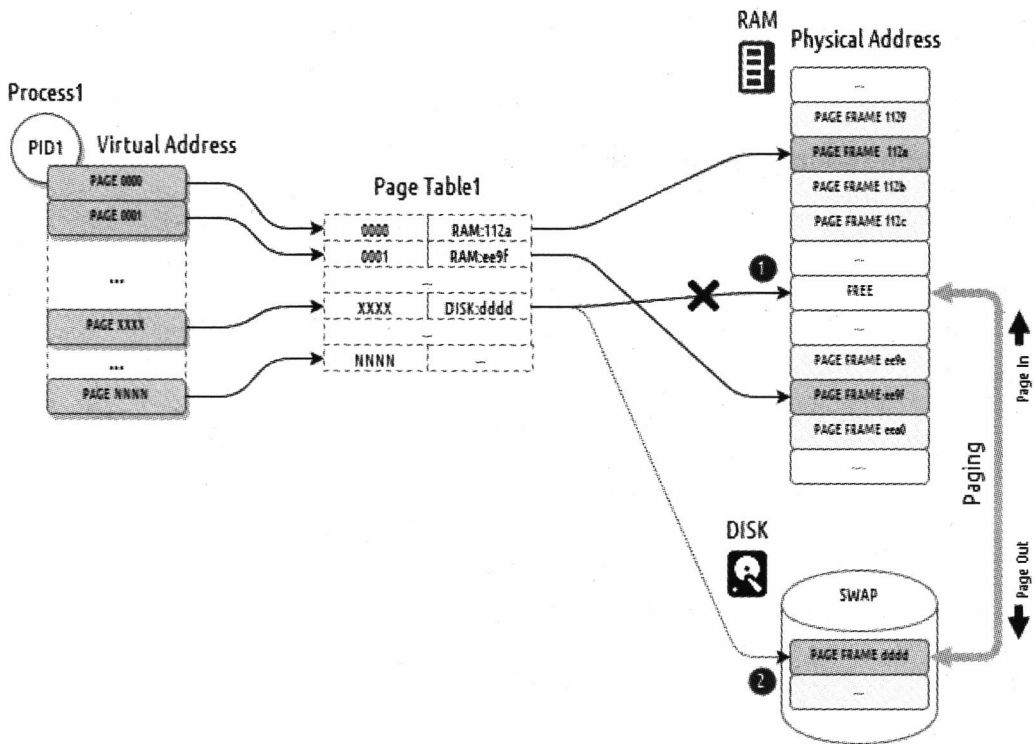 RAM
Physical Address
...
PAGE FRAME 1129
PAGE FRAME 112a
PAGE FRAME 112b
PAGE FRAME 112c
...
1
FREE
...
PAGE FRAME ee9e
PAGE FRAME ee9f
PAGE FRAME eea0
...
Process1
PID1
Virtual Address
PAGE 0000
PAGE 0001
...
PAGE XXXX
...
PAGE NNNN
Page Table1
0000 RAM:112a
0001 RAM:ee9f
...
XXXX DISK:dddd
...
NNNN ...
Page In
Paging
Page Out
DISK
SWAP
PAGE FRAME dddd
2
...